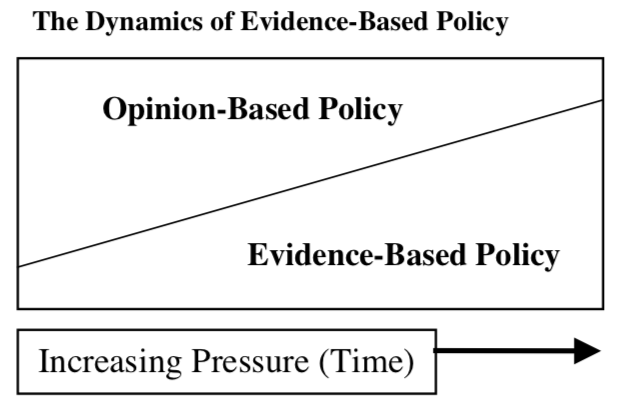 The Dynamics of Evidence-Based Policy
Opinion-Based Policy
Evidence-Based Policy
Increasing Pressure (Time)